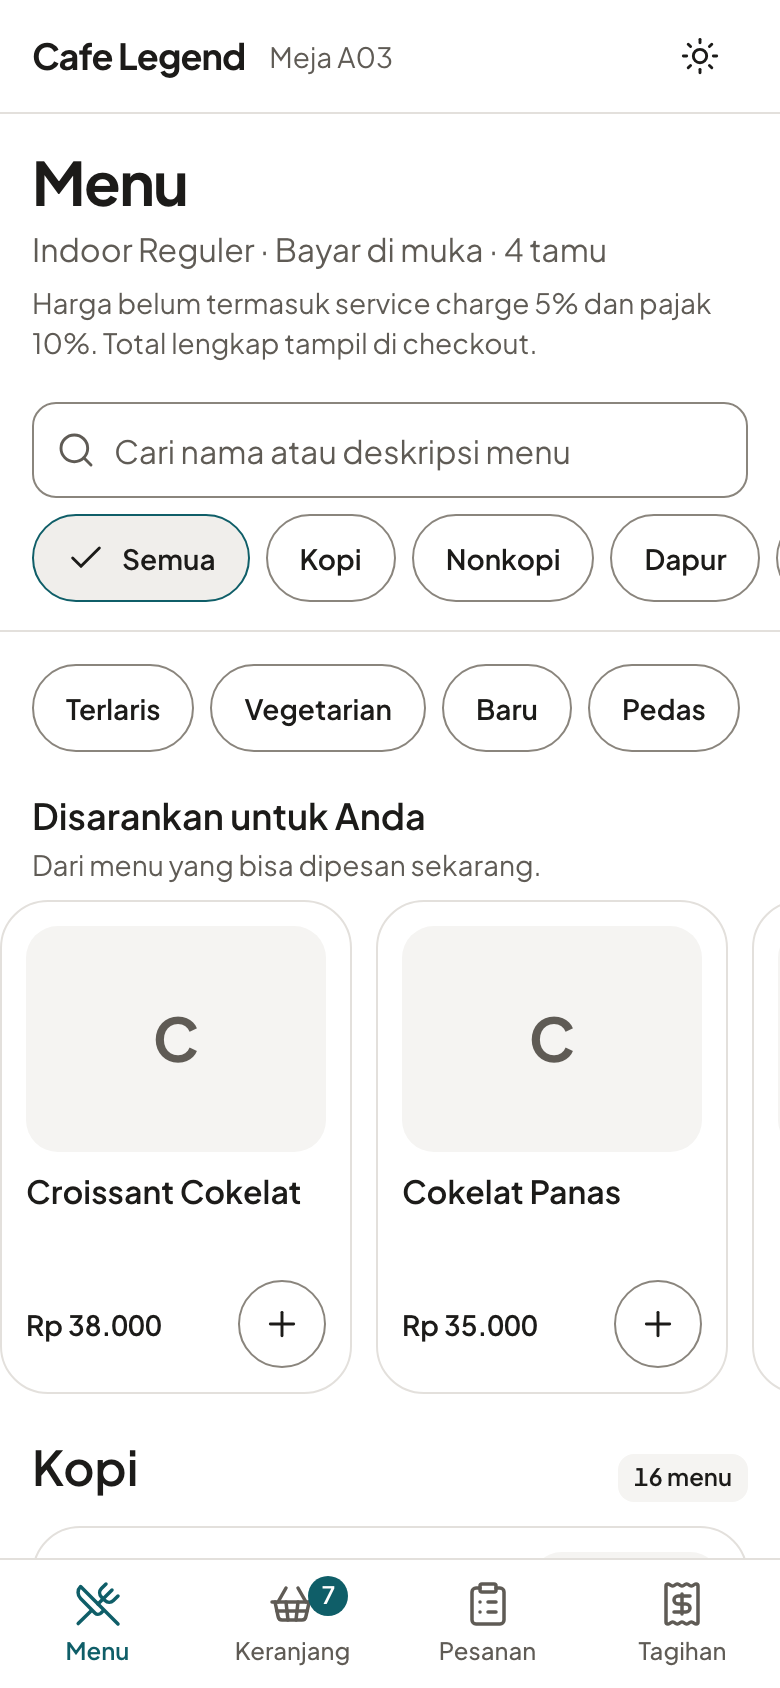 Cafe Legend Meja A03
Menu
Indoor Reguler · Bayar di muka · 4 tamu
Harga belum termasuk service charge 5% dan pajak
10%. Total lengkap tampil di checkout.
Cari nama atau deskripsi menu
Semua Kopi Nonkopi Dapur
Terlaris Vegetarian Baru Pedas
Disarankan untuk Anda
Dari menu yang bisa dipesan sekarang.
C C
Croissant Cokelat Cokelat Panas
Rp 38.000 Rp 35.000
Kopi 16 menu
7
Menu Keranjang Pesanan Tagihan